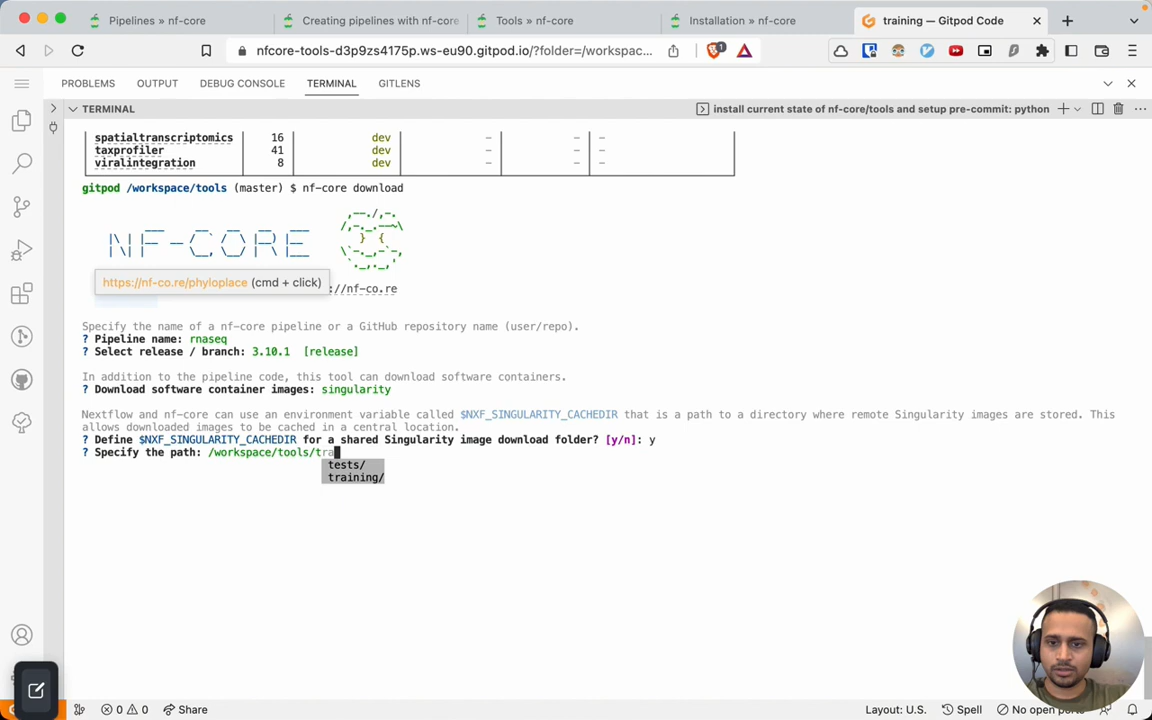 Pipelines » nf-core
Creating pipelines with nf-core
Tools » nf-core
Installation » nf-core
training — Gitpod Code
nfcore-tools-d3p9zs4175p.ws-eu90.gitpod.io/?folder=/workspac...
1
PROBLEMS OUTPUT DEBUG CONSOLE TERMINAL GITLENS
TERMINAL
install current state of nf-core/tools and setup pre-commit: python
spatialtranscriptomics 16 dev – – –
taxprofiler 41 dev – – –
viralintegration 8 dev – – –
gitpod /workspace/tools (master) $ nf-core download
https://nf-co.re/phyloplace (cmd + click)
://nf-co.re
Specify the name of a nf-core pipeline or a GitHub repository name (user/repo).
? Pipeline name: rnaseq
? Select release / branch: 3.10.1 [release]
In addition to the pipeline code, this tool can download software containers.
? Download software container images: singularity
Nextflow and nf-core can use an environment variable called $NXF_SINGULARITY_CACHEDIR that is a path to a directory where remote Singularity images are stored. This
allows downloaded images to be cached in a central location.
? Define $NXF_SINGULARITY_CACHEDIR for a shared Singularity image download folder? [y/n]: y
? Specify the path: /workspace/tools/tra
tests/
training/
0 0 Share
Layout: U.S. Spell No open ports